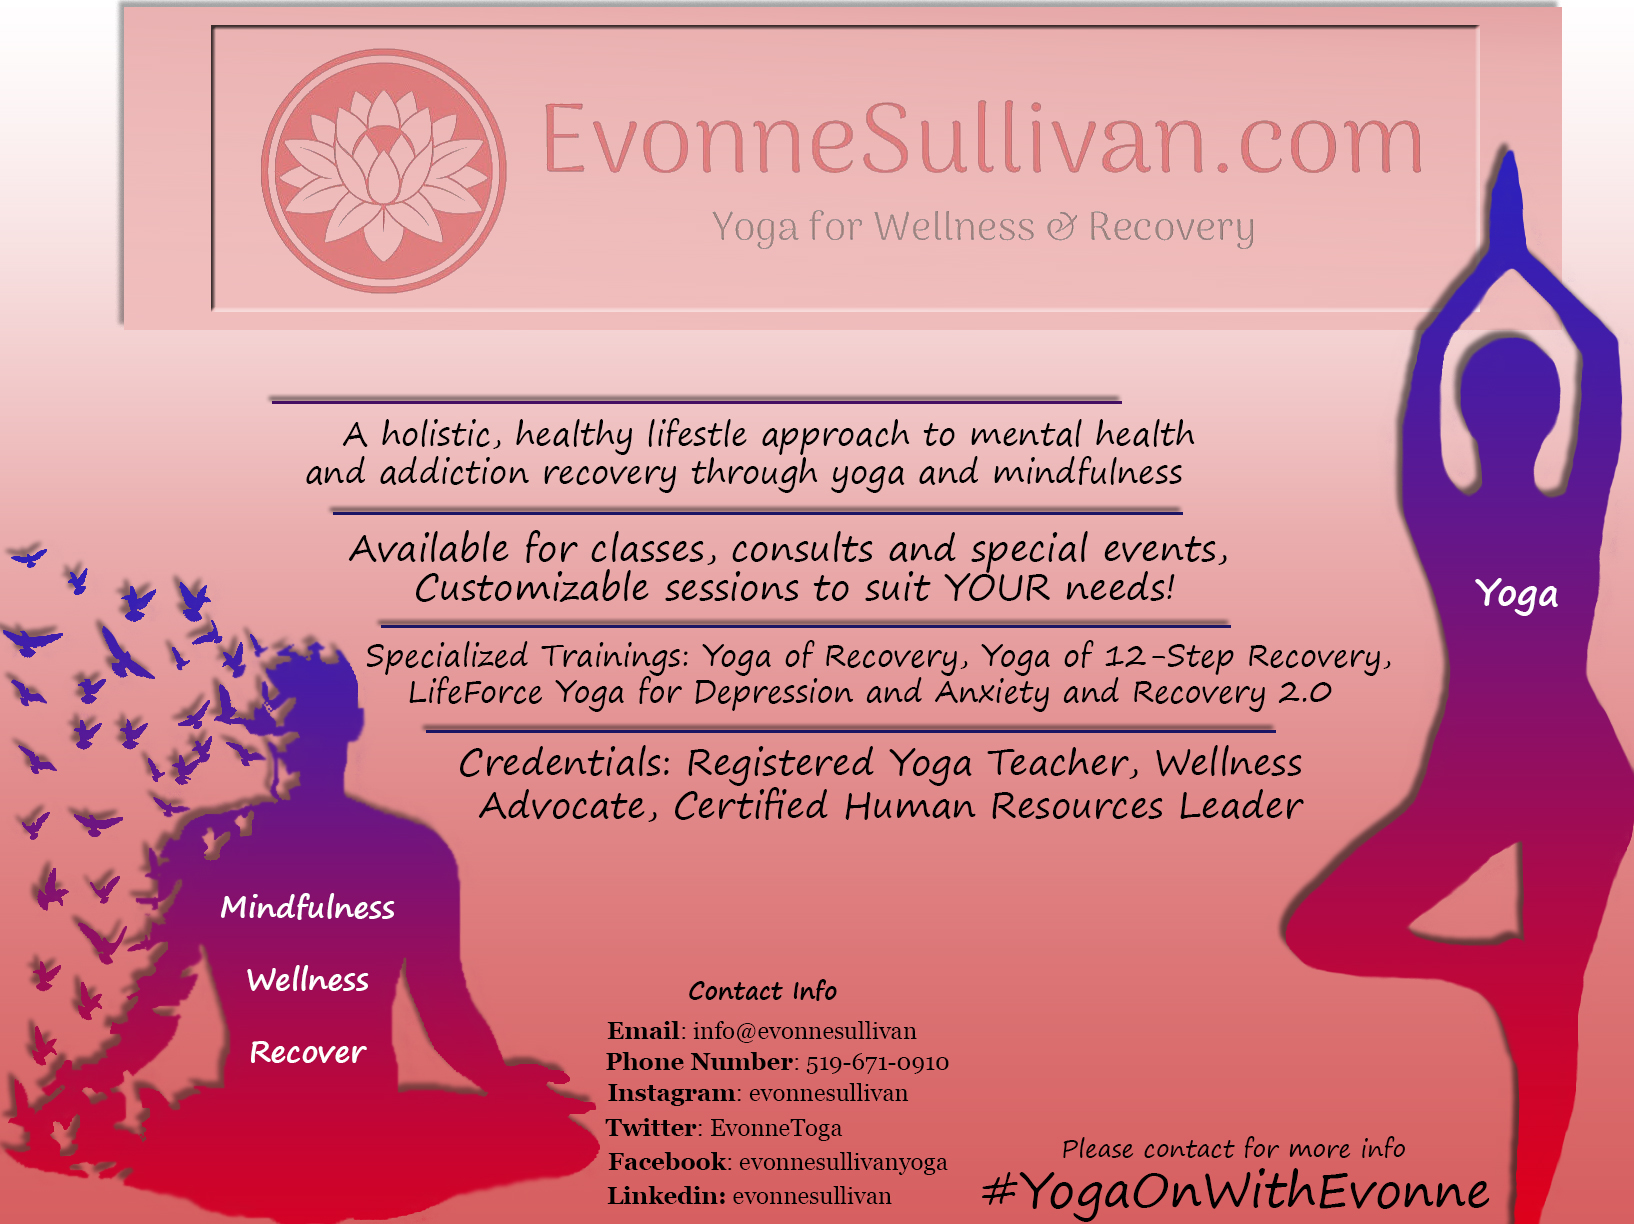 EvonneSullivan.com
Yoga for Wellness & Recovery
A holistic, healthy lifestle approach to mental health
and addiction recovery through yoga and mindfulness
Available for classes, consults and special events,
Customizable sessions to suit YOUR needs!
Specialized Trainings: Yoga of Recovery, Yoga of 12-Step Recovery,
LifeForce Yoga for Depression and Anxiety and Recovery 2.0
Credentials: Registered Yoga Teacher, Wellness
Advocate, Certified Human Resources Leader
Yoga
Mindfulness
Wellness
Recover
Contact Info
Email: info@evonnesullivan
Phone Number: 519-671-0910
Instagram: evonnesullivan
Twitter: EvonneToga
Facebook: evonnesullivanyoga
Linkedin: evonnesullivan
Please contact for more info
#YogaOnWithEvonne